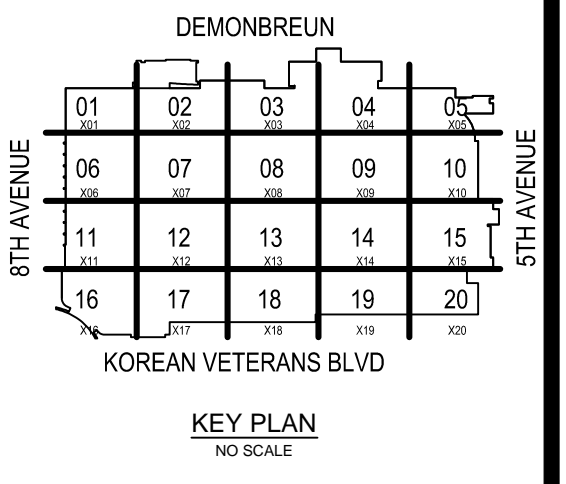 DEMONBREUN
01 02 03 04 05
X01 X02 X03 X04 X05
06 07 08 09 10
X06 X07 X08 X09 X10
11 12 13 14 15
X11 X12 X13 X14 X15
16 17 18 19 20
X16 X17 X18 X19 X20
8TH AVENUE
5TH AVENUE
KOREAN VETERANS BLVD
KEY PLAN
NO SCALE